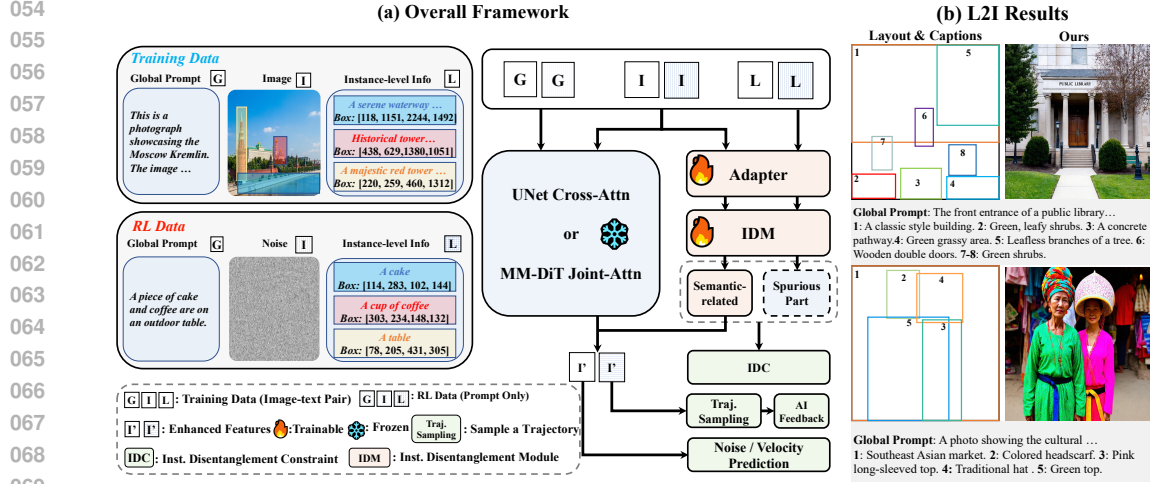 054
055
056
057
058
059
060
061
062
063
064
065
066
067
068
(a) Overall Framework
Training Data
Global Prompt G
Image I
Instance-level Info L
This is a
photograph
showcasing the
Moscow Kremlin.
The image …
A serene waterway …
Box: [118, 1151, 2244, 1492]
Historical tower…
Box: [438, 629,1380,1051]
A majestic red tower …
Box: [220, 259, 460, 1312]
RL Data
Global Prompt G
Noise I
Instance-level Info L
A piece of cake
and coffee are on
an outdoor table.
A cake
Box: [114, 283, 102, 144]
A cup of coffee
Box: [303, 234,148,132]
A table
Box: [78, 205, 431, 305]
G I L : Training Data (Image-text Pair) G I L : RL Data (Prompt Only)
I' I' : Enhanced Features :Trainable : Frozen Traj. Sampling : Sample a Trajectory
IDC : Inst. Disentanglement Constraint IDM : Inst. Disentanglement Module
G G I I L L
UNet Cross-Attn
or
MM-DiT Joint-Attn
Adapter
IDM
Semantic-
related
Spurious
Part
I' I'
IDC
Traj.
Sampling
AI
Feedback
Noise / Velocity
Prediction
(b) L2I Results
Layout & Captions
Ours
1
5
6
7
8
2
3
4
PUBLIC LIBRARY
Global Prompt: The front entrance of a public library…
1: A classic style building. 2: Green, leafy shrubs. 3: A concrete
pathway.4: Green grassy area. 5: Leafless branches of a tree. 6:
Wooden double doors. 7-8: Green shrubs.
1
2
4
5
3
Global Prompt: A photo showing the cultural …
1: Southeast Asian market. 2: Colored headscarf. 3: Pink
long-sleeved top. 4: Traditional hat . 5: Green top.